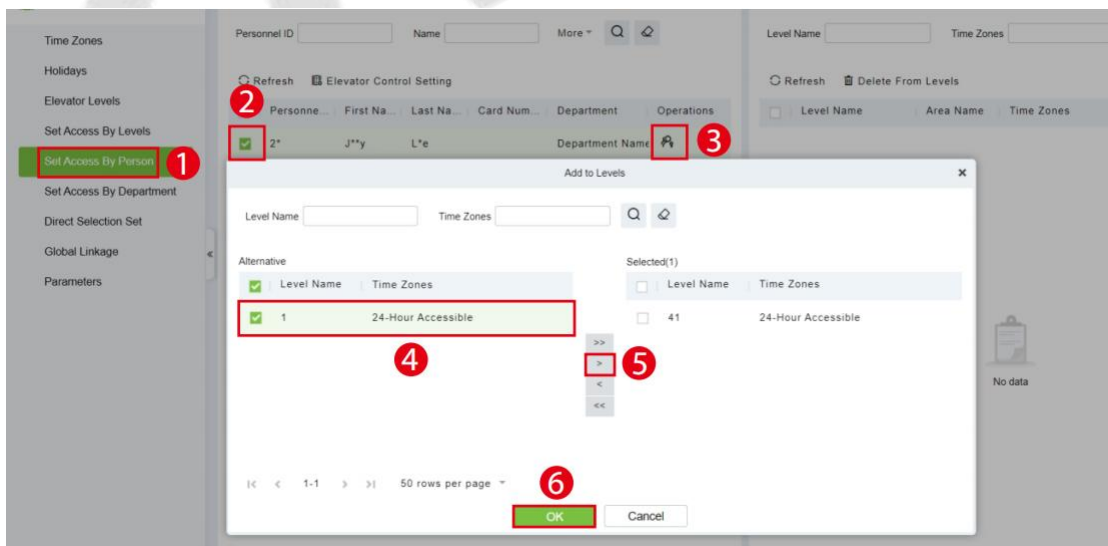 Time Zones
Holidays
Elevator Levels
Set Access By Levels
Set Access By Person
1
Set Access By Department
Direct Selection Set
Global Linkage
Parameters
«
Personnel ID Name More
Refresh Elevator Control Setting
2
Personne... First Na... Last Na... Card Num... Department Operations
2* J**y L*e Department Name
3
Level Name Time Zones
Refresh Delete From Levels
Level Name Area Name Time Zones
No data
Add to Levels ×
Level Name Time Zones
Alternative
Level Name Time Zones
1 24-Hour Accessible
4
>>
>
<
<<
5
Selected(1)
Level Name Time Zones
41 24-Hour Accessible
|< < 1-1 > >| 50 rows per page
6
OK Cancel